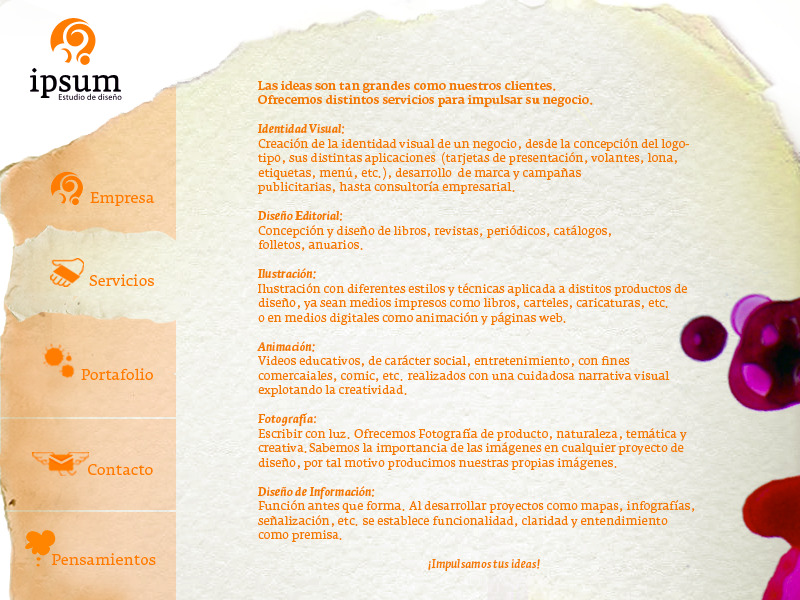 ipsum
Estudio de diseño
Empresa
Servicios
Portafolio
Contacto
Pensamientos
Las ideas son tan grandes como nuestros clientes.
Ofrecemos distintos servicios para impulsar su negocio.
Identidad Visual:
Creación de la identidad visual de un negocio, desde la concepción del logo-
tipo, sus distintas aplicaciones (tarjetas de presentación, volantes, lona,
etiquetas, menú, etc.), desarrollo de marca y campañas
publicitarias, hasta consultoría empresarial.
Diseño Editorial:
Concepción y diseño de libros, revistas, periódicos, catálogos,
folletos, anuarios.
Ilustración:
Ilustración con diferentes estilos y técnicas aplicada a distitos productos de
diseño, ya sean medios impresos como libros, carteles, caricaturas, etc.
o en medios digitales como animación y páginas web.
Animación:
Videos educativos, de carácter social, entretenimiento, con fines
comercaiales, comic, etc. realizados con una cuidadosa narrativa visual
explotando la creatividad.
Fotografía:
Escribir con luz. Ofrecemos Fotografía de producto, naturaleza, temática y
creativa. Sabemos la importancia de las imágenes en cualquier proyecto de
diseño, por tal motivo producimos nuestras propias imágenes.
Diseño de Información:
Función antes que forma. Al desarrollar proyectos como mapas, infografías,
señalización, etc. se establece funcionalidad, claridad y entendimiento
como premisa.
¡Impulsamos tus ideas!